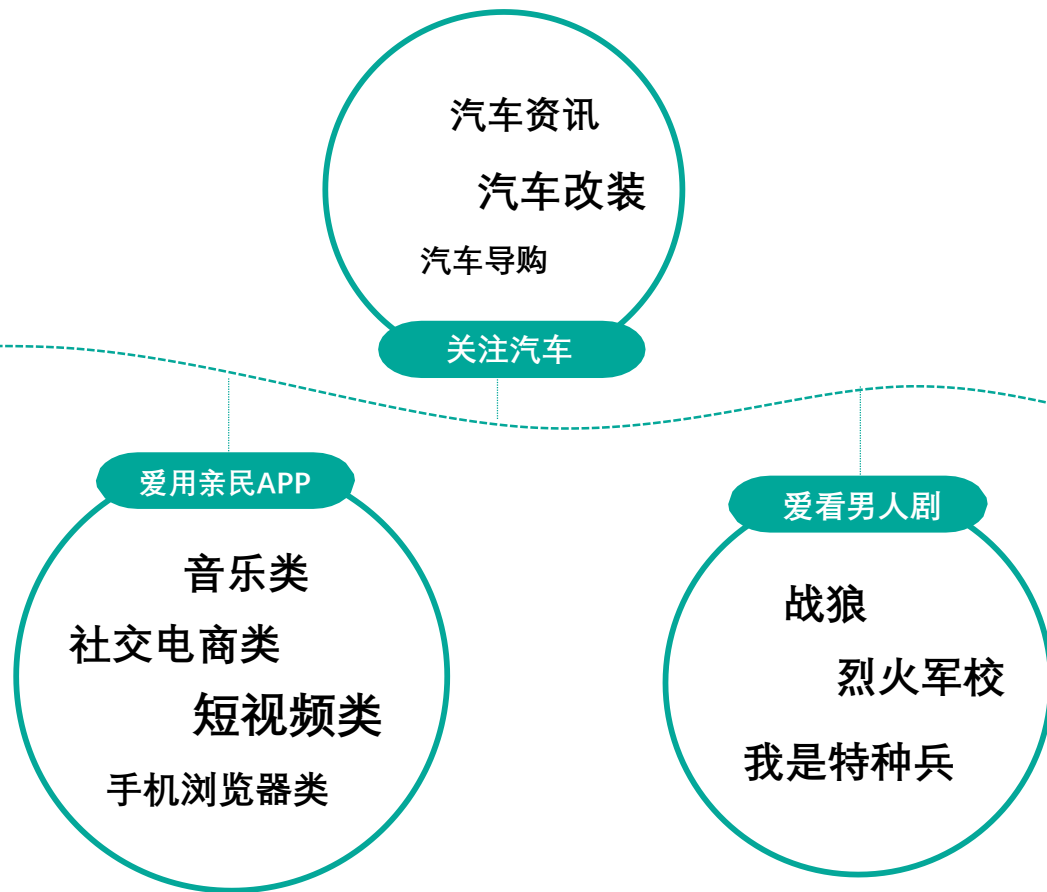 汽车资讯
汽车改装
汽车导购
关注汽车
爱用亲民APP
音乐类
社交电商类
短视频类
手机浏览器类
爱看男人剧
战狼
烈火军校
我是特种兵